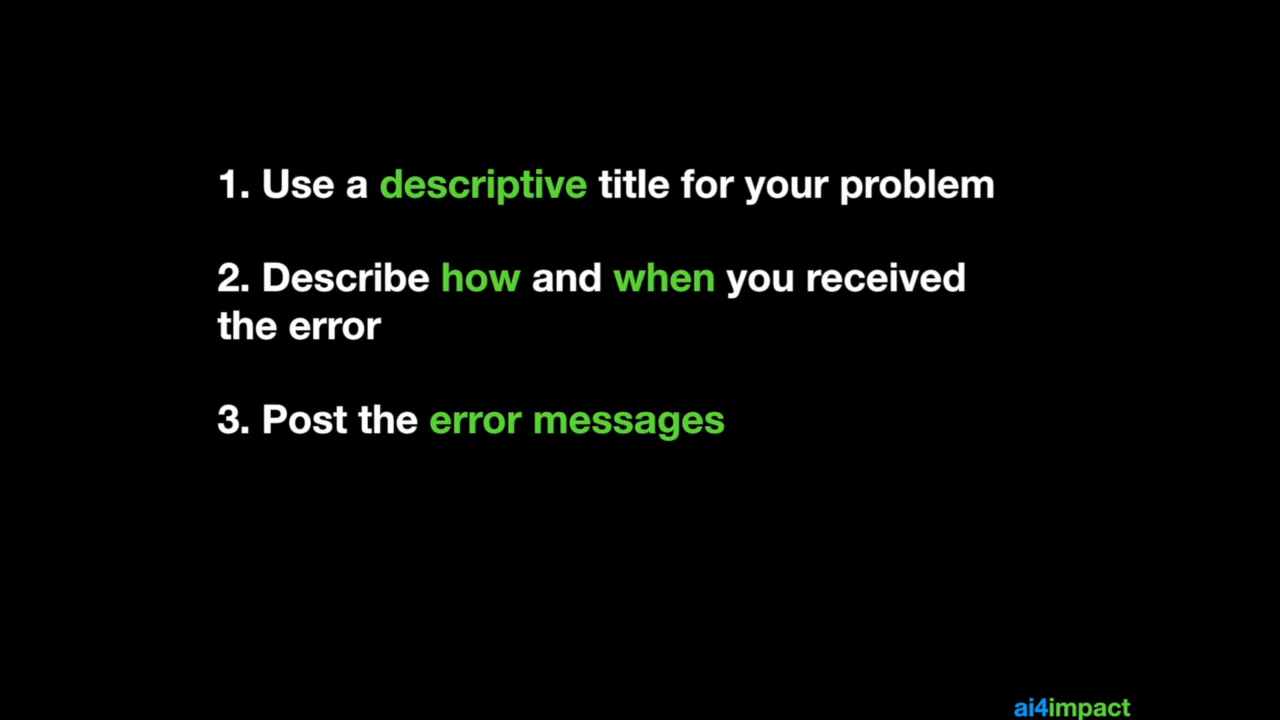 1. Use a descriptive title for your problem
2. Describe how and when you received
the error
3. Post the error messages
ai4impact